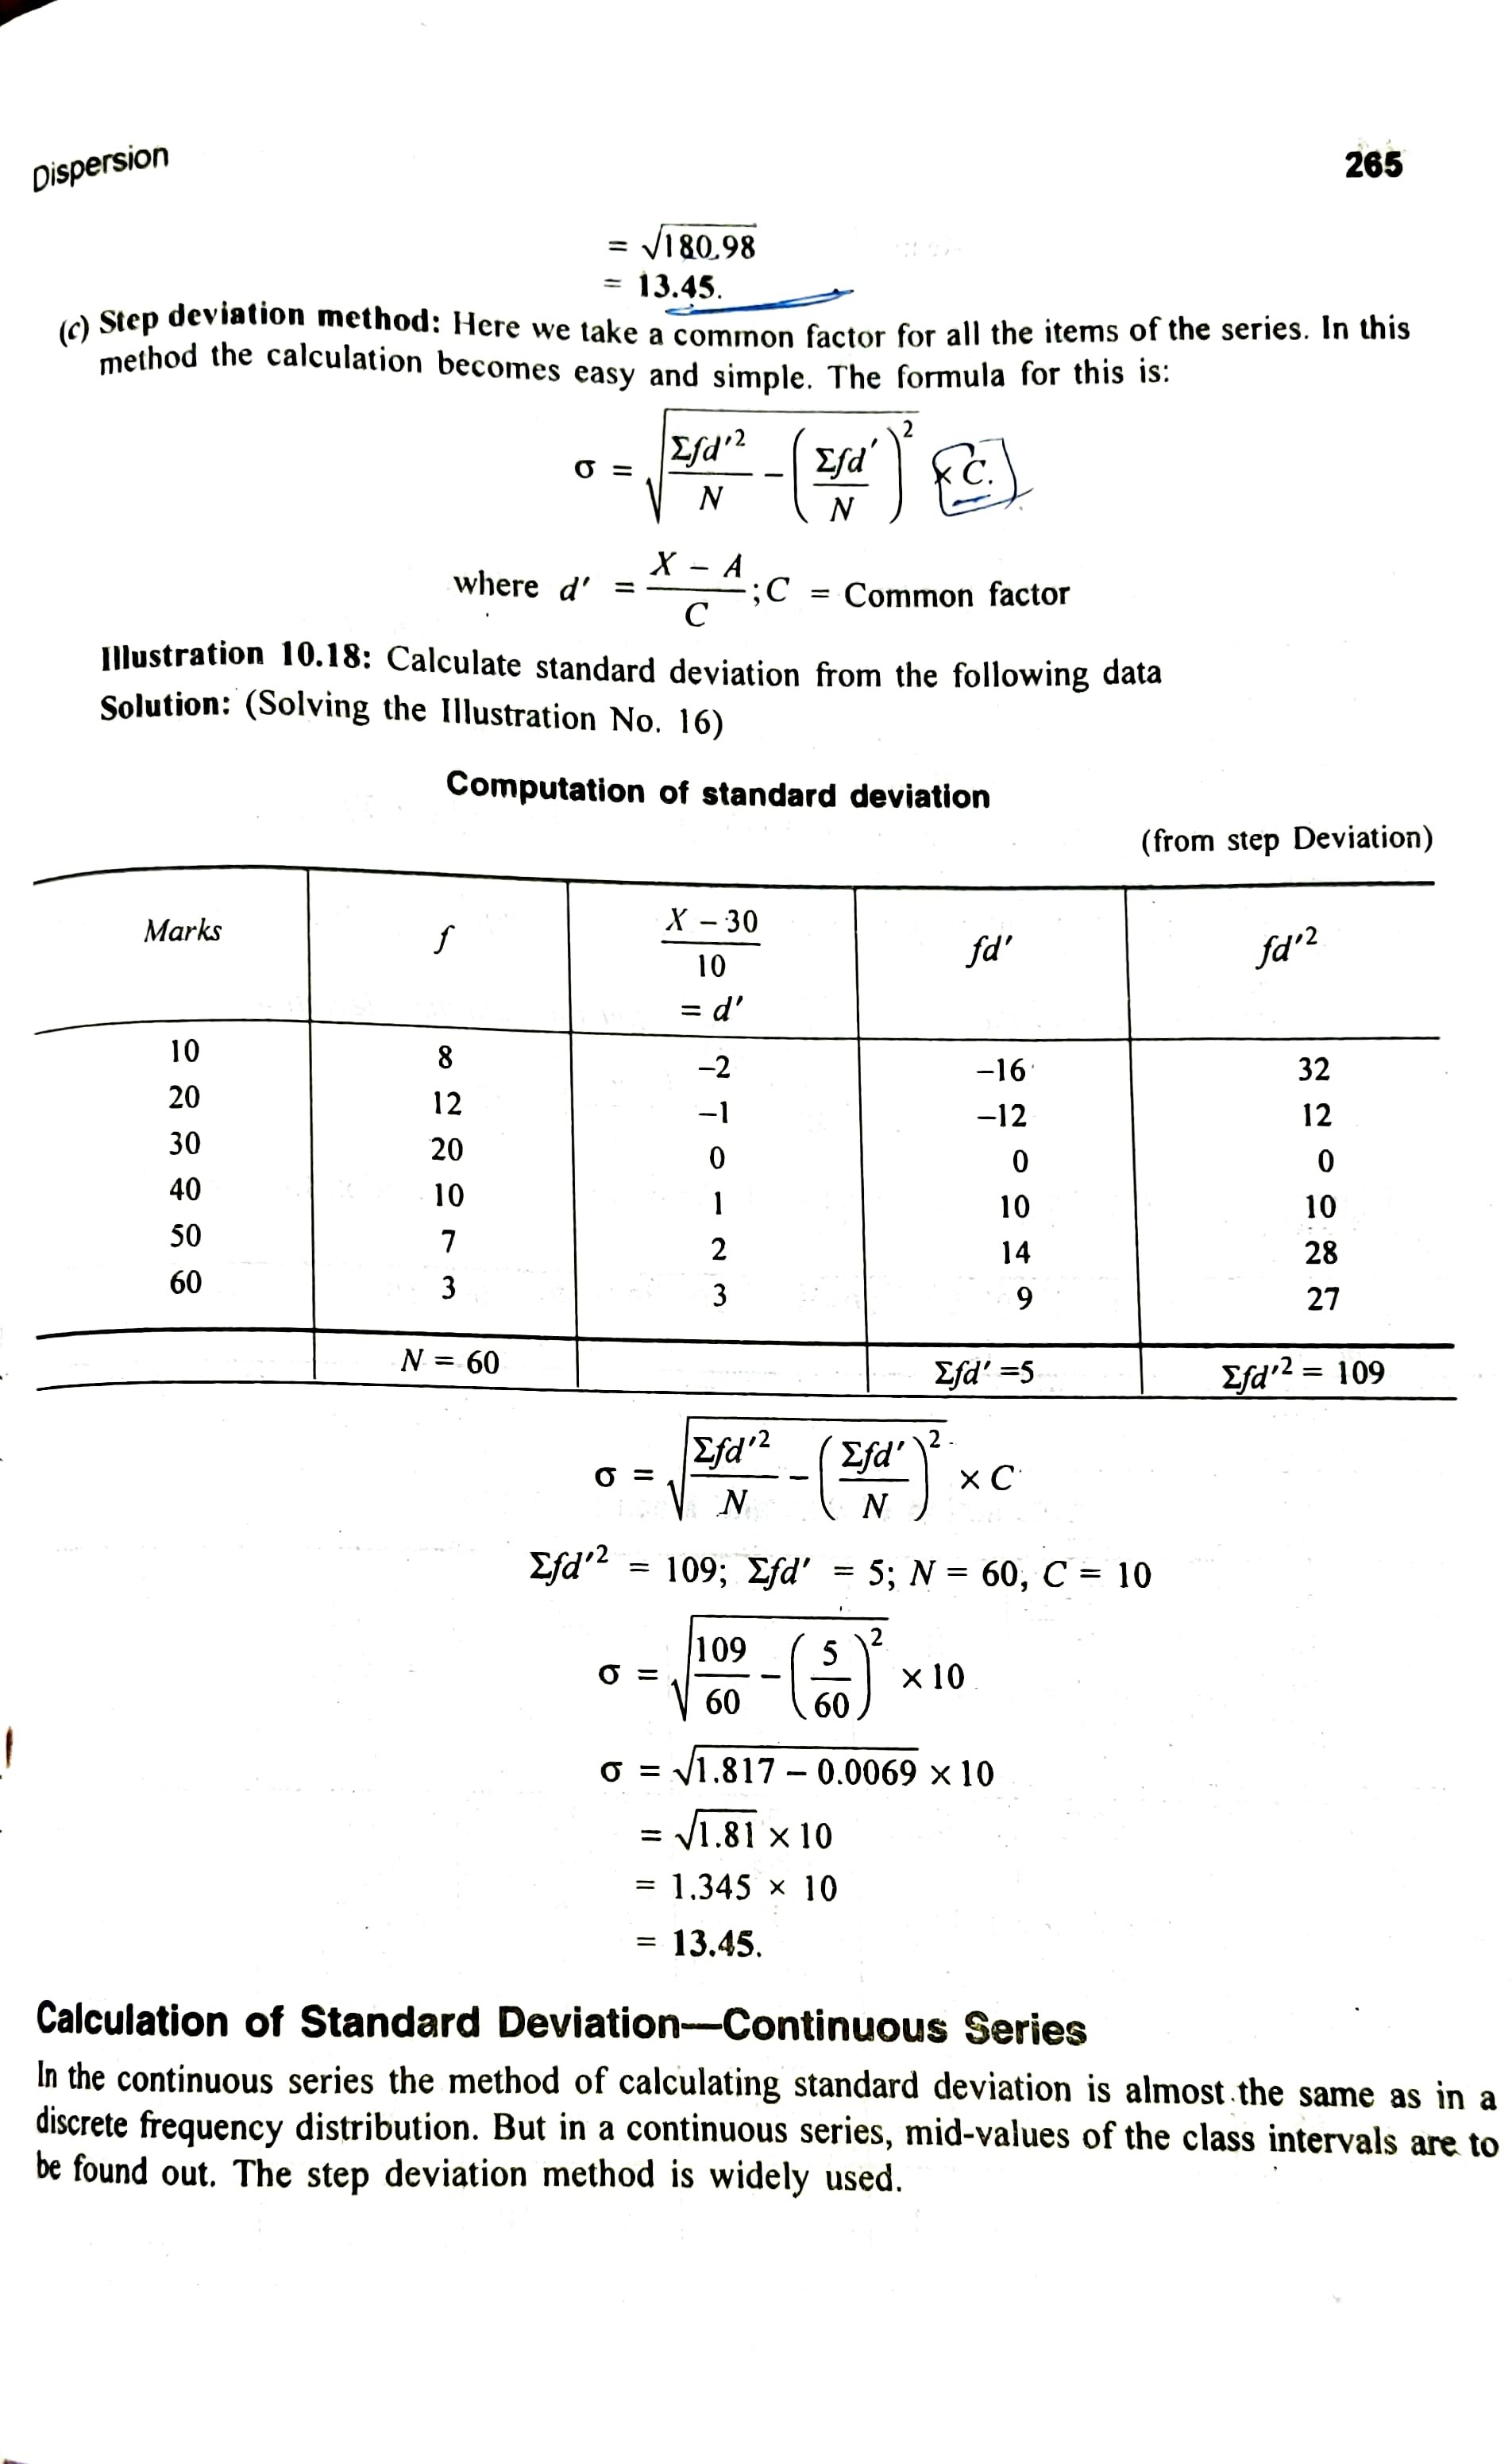 Dispersion
265
= √180.98
= 13.45.
(c) Step deviation method: Here we take a common factor for all the items of the series. In this
method the calculation becomes easy and simple. The formula for this is:
σ = √(Σfd′²/N − (Σfd′/N)²) × C.
where d′ = (X − A)/C ; C = Common factor
Illustration 10.18: Calculate standard deviation from the following data
Solution: (Solving the Illustration No. 16)
Computation of standard deviation
(from step Deviation)
Marks f (X − 30)/10 = d′ fd′ fd′²
10 8 −2 −16 32
20 12 −1 −12 12
30 20 0 0 0
40 10 1 10 10
50 7 2 14 28
60 3 3 9 27
N = 60 Σfd′ =5 Σfd′² = 109
σ = √(Σfd′²/N − (Σfd′/N)²) × C
Σfd′² = 109; Σfd′ = 5; N = 60, C = 10
σ = √(109/60 − (5/60)²) × 10
σ = √(1.817 − 0.0069) × 10
= √1.81 × 10
= 1.345 × 10
= 13.45.
Calculation of Standard Deviation—Continuous Series
In the continuous series the method of calculating standard deviation is almost the same as in a
discrete frequency distribution. But in a continuous series, mid-values of the class intervals are to
be found out. The step deviation method is widely used.